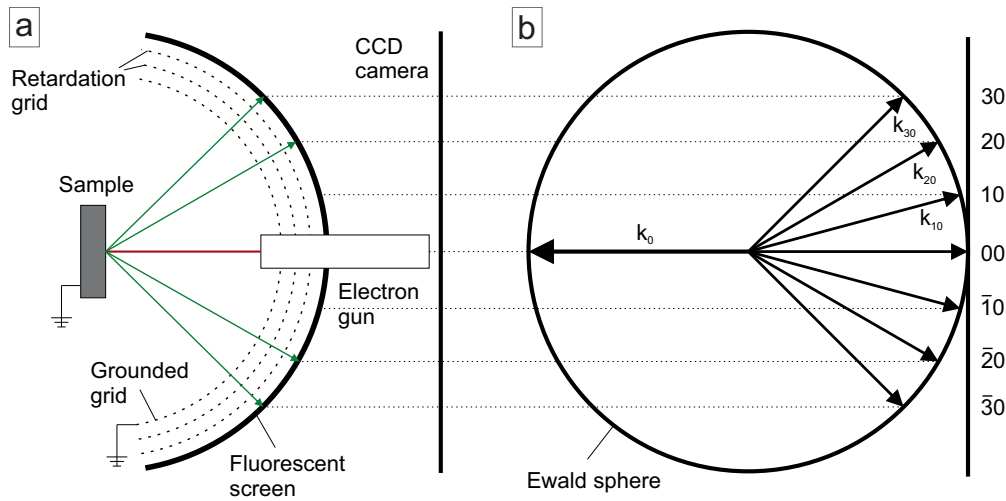 a
Retardation
grid
CCD
camera
Sample
Electron
gun
Grounded
grid
Fluorescent
screen
b
k₃₀
k₂₀
k₁₀
k₀
Ewald sphere
30
20
10
00
1̅0
2̅0
3̅0